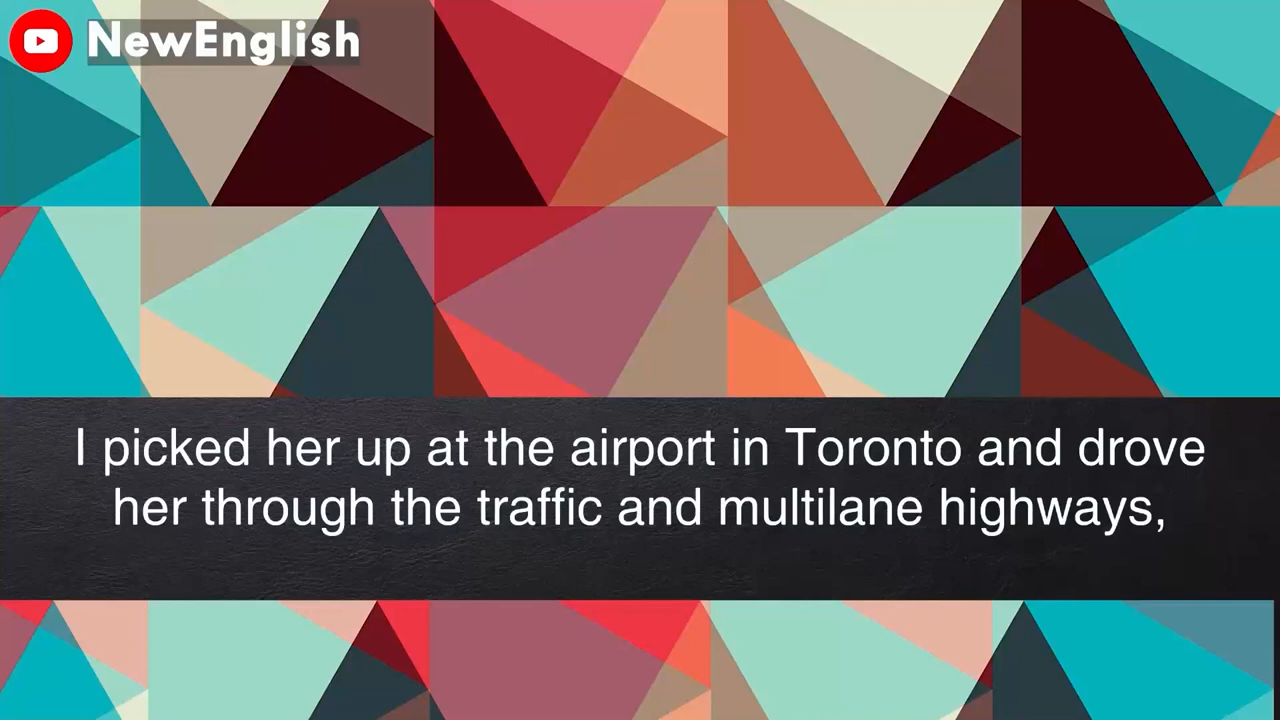 NewEnglish
I picked her up at the airport in Toronto and drove
her through the traffic and multilane highways,